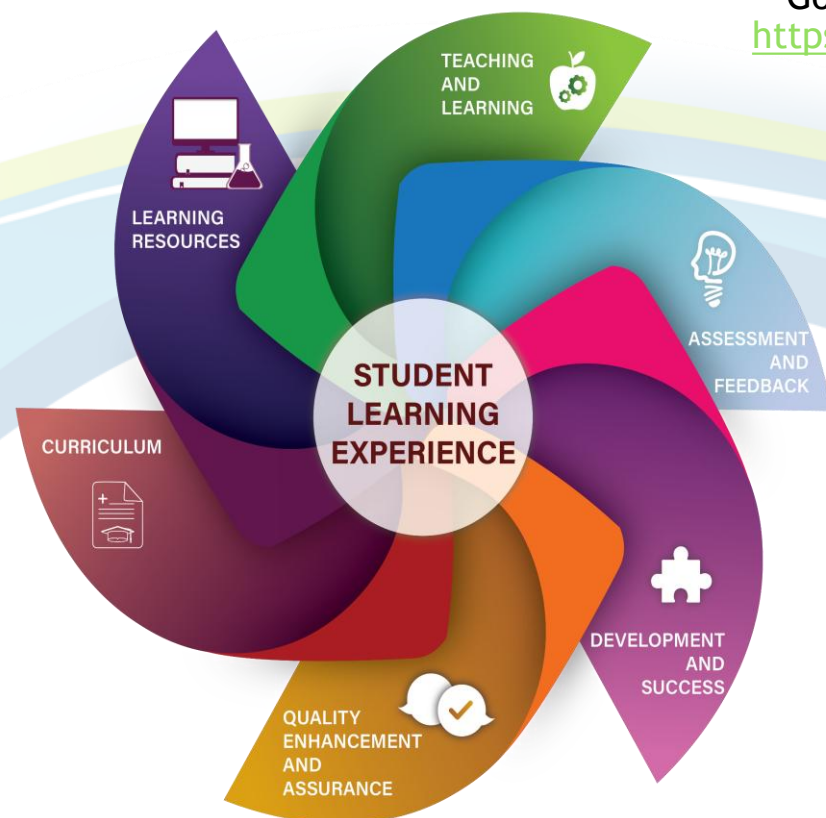 https
TEACHING
AND
LEARNING
LEARNING
RESOURCES
ASSESSMENT
AND
FEEDBACK
STUDENT
LEARNING
EXPERIENCE
CURRICULUM
DEVELOPMENT
AND
SUCCESS
QUALITY
ENHANCEMENT
AND
ASSURANCE